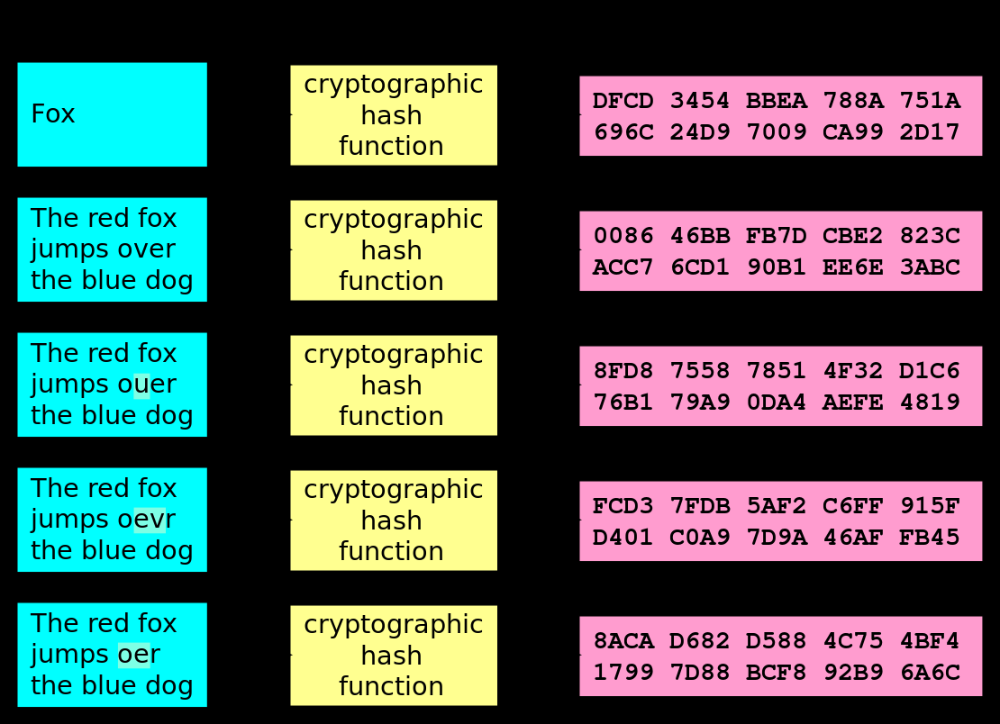 Fox
cryptographic
hash
function
DFCD 3454 BBEA 788A 751A
696C 24D9 7009 CA99 2D17
The red fox
jumps over
the blue dog
cryptographic
hash
function
0086 46BB FB7D CBE2 823C
ACC7 6CD1 90B1 EE6E 3ABC
The red fox
jumps ouer
the blue dog
cryptographic
hash
function
8FD8 7558 7851 4F32 D1C6
76B1 79A9 0DA4 AEFE 4819
The red fox
jumps oevr
the blue dog
cryptographic
hash
function
FCD3 7FDB 5AF2 C6FF 915F
D401 C0A9 7D9A 46AF FB45
The red fox
jumps oer
the blue dog
cryptographic
hash
function
8ACA D682 D588 4C75 4BF4
1799 7D88 BCF8 92B9 6A6C